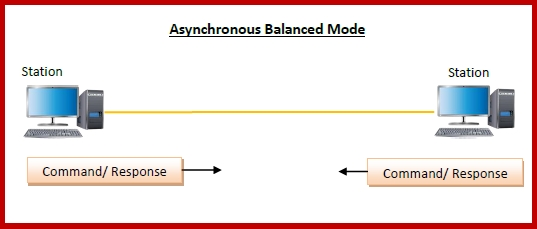 Asynchronous Balanced Mode
Station
Station
Command/ Response
Command/ Response